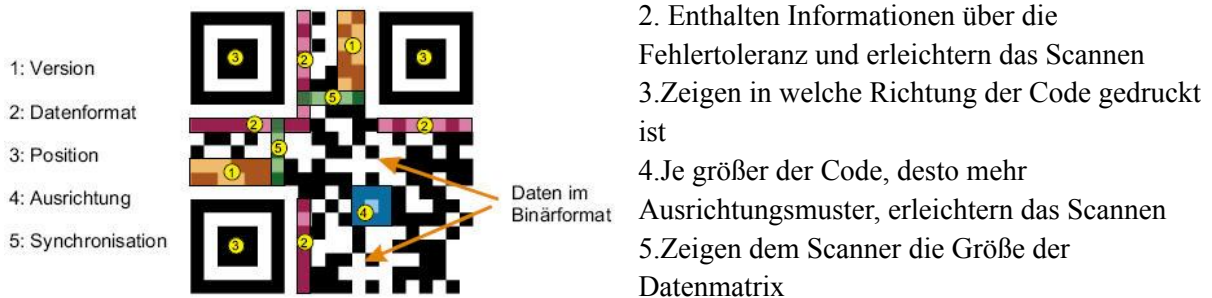 1: Version
2: Datenformat
3: Position
4: Ausrichtung
5: Synchronisation
3
2
1
3
5
2
2
5
1
4
3
2
Daten im
Binärformat
2. Enthalten Informationen über die
Fehlertoleranz und erleichtern das Scannen
3.Zeigen in welche Richtung der Code gedruckt
ist
4.Je größer der Code, desto mehr
Ausrichtungsmuster, erleichtern das Scannen
5.Zeigen dem Scanner die Größe der
Datenmatrix